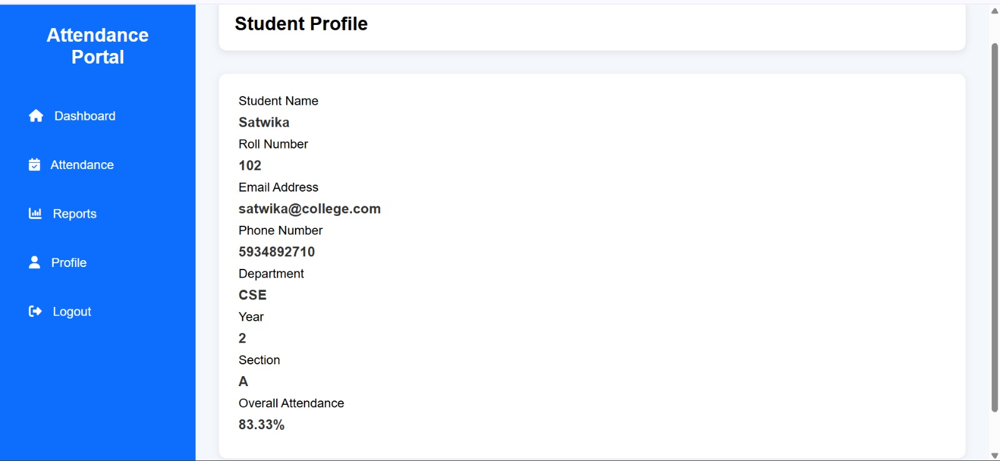 Attendance
Portal
Dashboard
Attendance
Reports
Profile
Logout
Student Profile
Student Name
Satwika
Roll Number
102
Email Address
satwika@college.com
Phone Number
5934892710
Department
CSE
Year
2
Section
A
Overall Attendance
83.33%